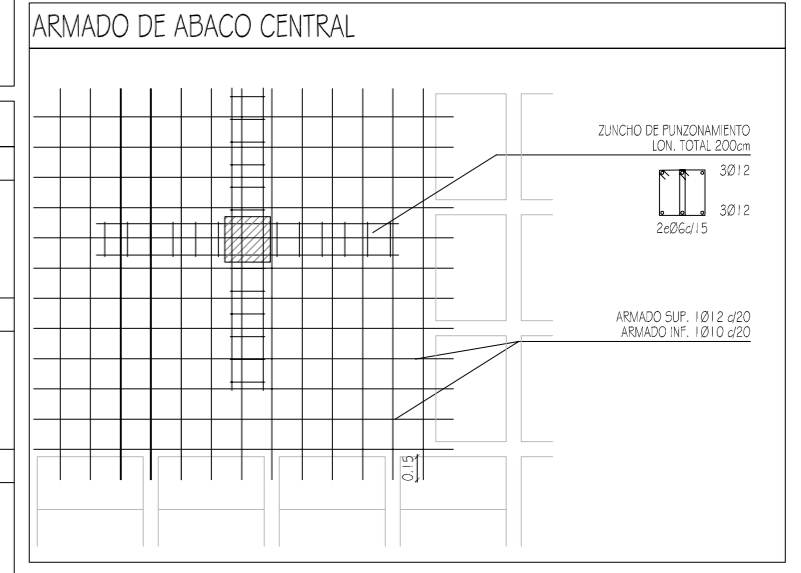 ARMADO DE ABACO CENTRAL
ZUNCHO DE PUNZONAMIENTO
LON. TOTAL 200cm
3Ø12
3Ø12
2eØ6c/15
ARMADO SUP. 1Ø12 c/20
ARMADO INF. 1Ø10 c/20
0.15